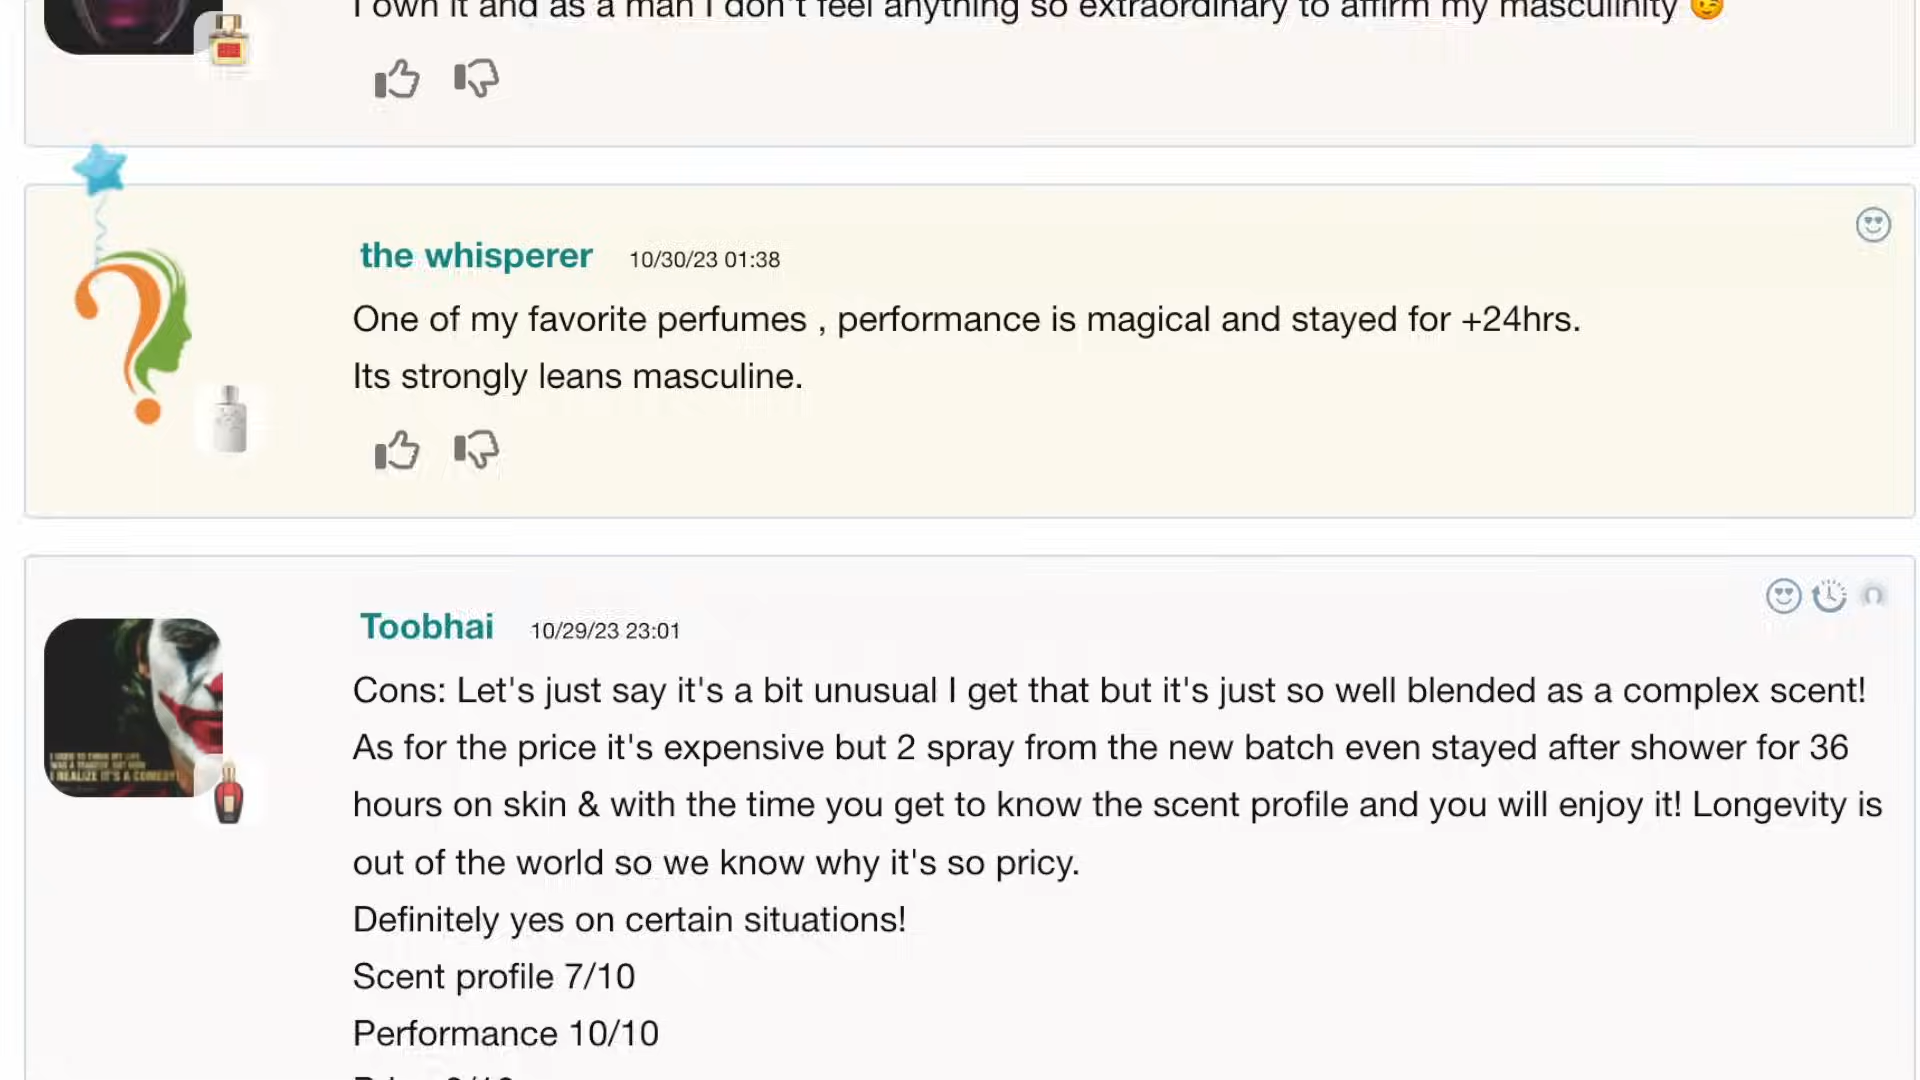 I own it and as a man I don't feel anything so extraordinary to affirm my masculinity 😉
the whisperer 10/30/23 01:38
One of my favorite perfumes , performance is magical and stayed for +24hrs.
Its strongly leans masculine.
Toobhai 10/29/23 23:01
Cons: Let's just say it's a bit unusual I get that but it's just so well blended as a complex scent!
As for the price it's expensive but 2 spray from the new batch even stayed after shower for 36
hours on skin & with the time you get to know the scent profile and you will enjoy it! Longevity is
out of the world so we know why it's so pricy.
Definitely yes on certain situations!
Scent profile 7/10
Performance 10/10
I REALIZE IT'S A COMEDY